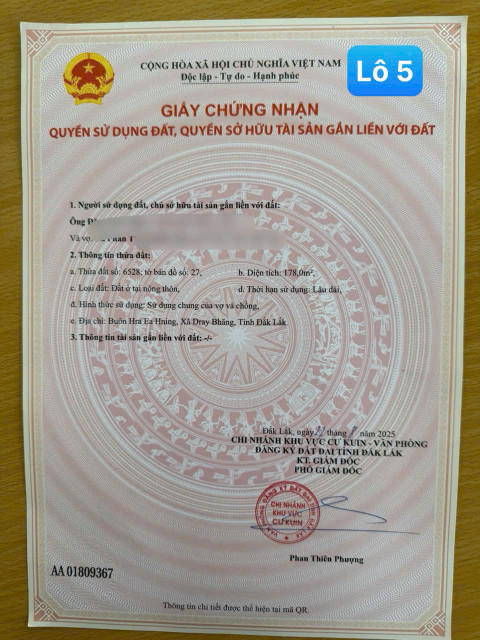 CỘNG HÒA XÃ HỘI CHỦ NGHĨA VIỆT NAM
Độc lập - Tự do - Hạnh phúc
Lô 5
GIẤY CHỨNG NHẬN
QUYỀN SỬ DỤNG ĐẤT, QUYỀN SỞ HỮU TÀI SẢN GẮN LIỀN VỚI ĐẤT
1. Người sử dụng đất, chủ sở hữu tài sản gắn liền với đất:
Ông
Và vợ
2. Thông tin thửa đất:
a. Thửa đất số: 6528; tờ bản đồ số: 27, b. Diện tích: 178,0m²,
c. Loại đất: Đất ở tại nông thôn, d. Thời hạn sử dụng: Lâu dài,
đ. Hình thức sử dụng: Sử dụng chung của vợ và chồng,
e. Địa chỉ: Buôn Hra Ea Hning, Xã Dray Bhăng, Tỉnh Đắk Lắk.
3. Thông tin tài sản gắn liền với đất: -/-
Đắk Lắk, ngày tháng năm 2025
CHI NHÁNH KHU VỰC CƯ KUIN - VĂN PHÒNG
ĐĂNG KÝ ĐẤT ĐAI TỈNH ĐẮK LẮK
KT. GIÁM ĐỐC
PHÓ GIÁM ĐỐC
CHI NHÁNH
KHU VỰC
CƯ KUIN
Phan Thiên Phượng
AA 01809367
Thông tin chi tiết được thể hiện tại mã QR.